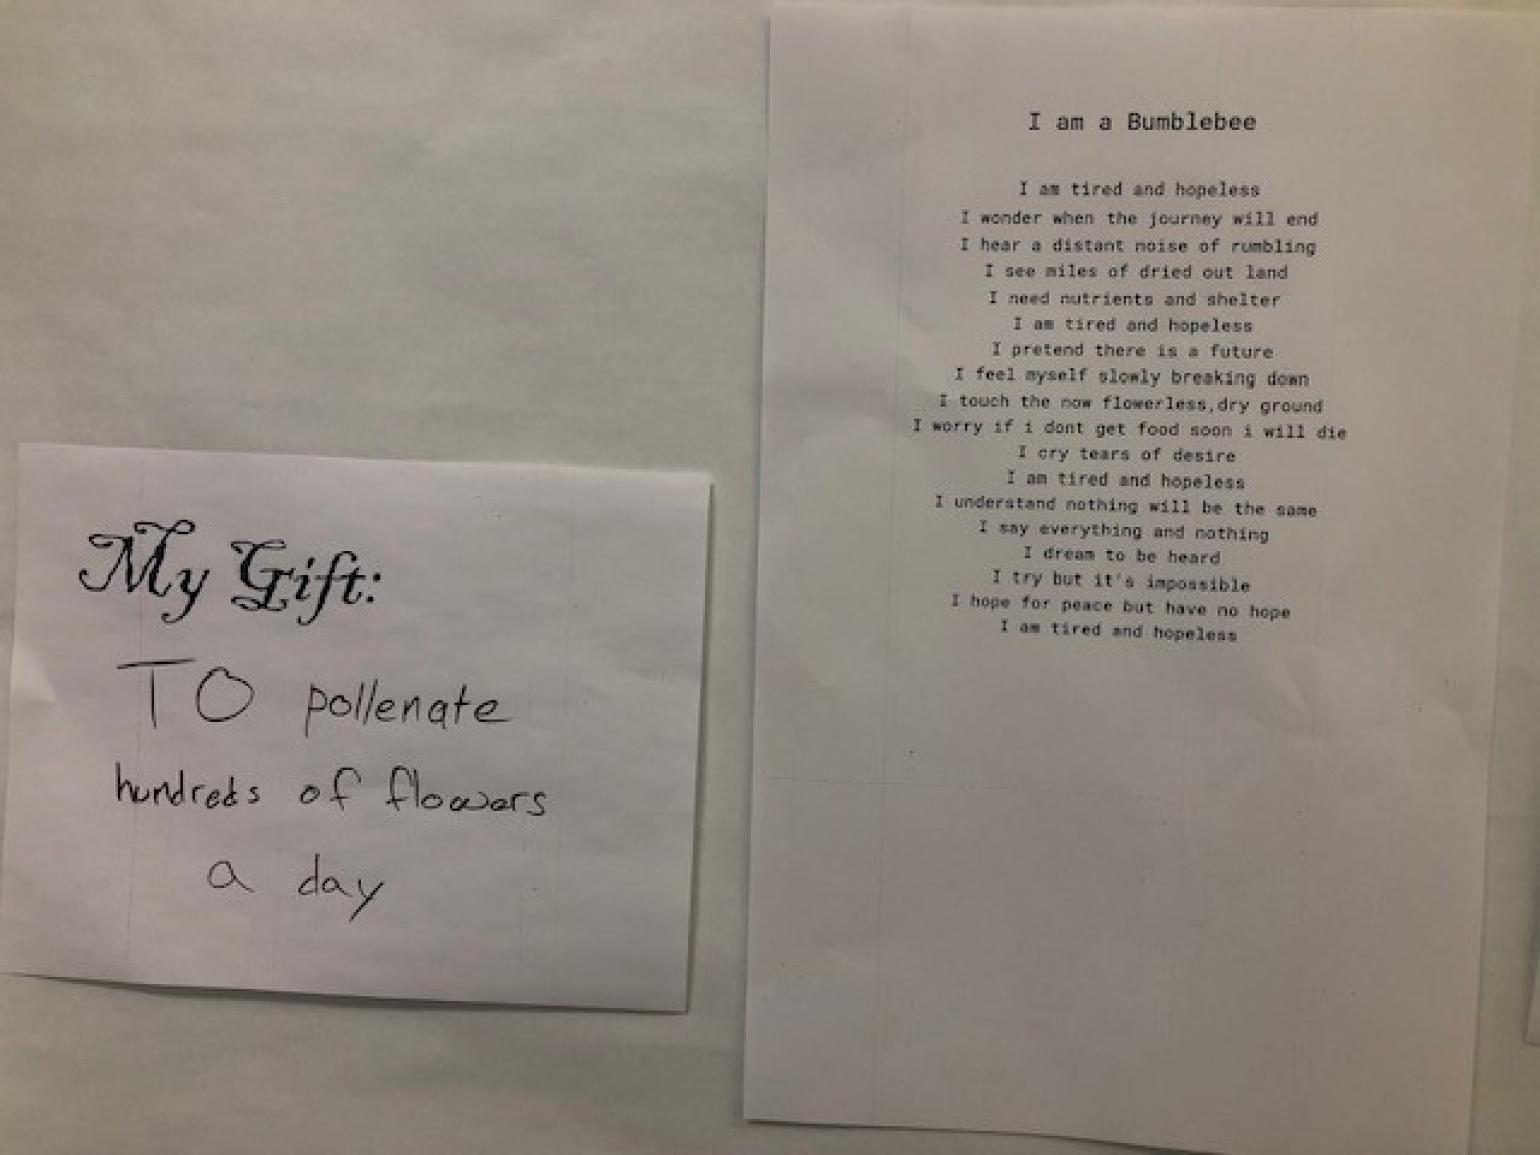 My Gift:
TO pollenate
hundreds of flowers
a day
I am a Bumblebee
I am tired and hopeless
I wonder when the journey will end
I hear a distant noise of rumbling
I see miles of dried out land
I need nutrients and shelter
I am tired and hopeless
I pretend there is a future
I feel myself slowly breaking down
I touch the now flowerless,dry ground
I worry if i dont get food soon i will die
I cry tears of desire
I am tired and hopeless
I understand nothing will be the same
I say everything and nothing
I dream to be heard
I try but it's impossible
I hope for peace but have no hope
I am tired and hopeless